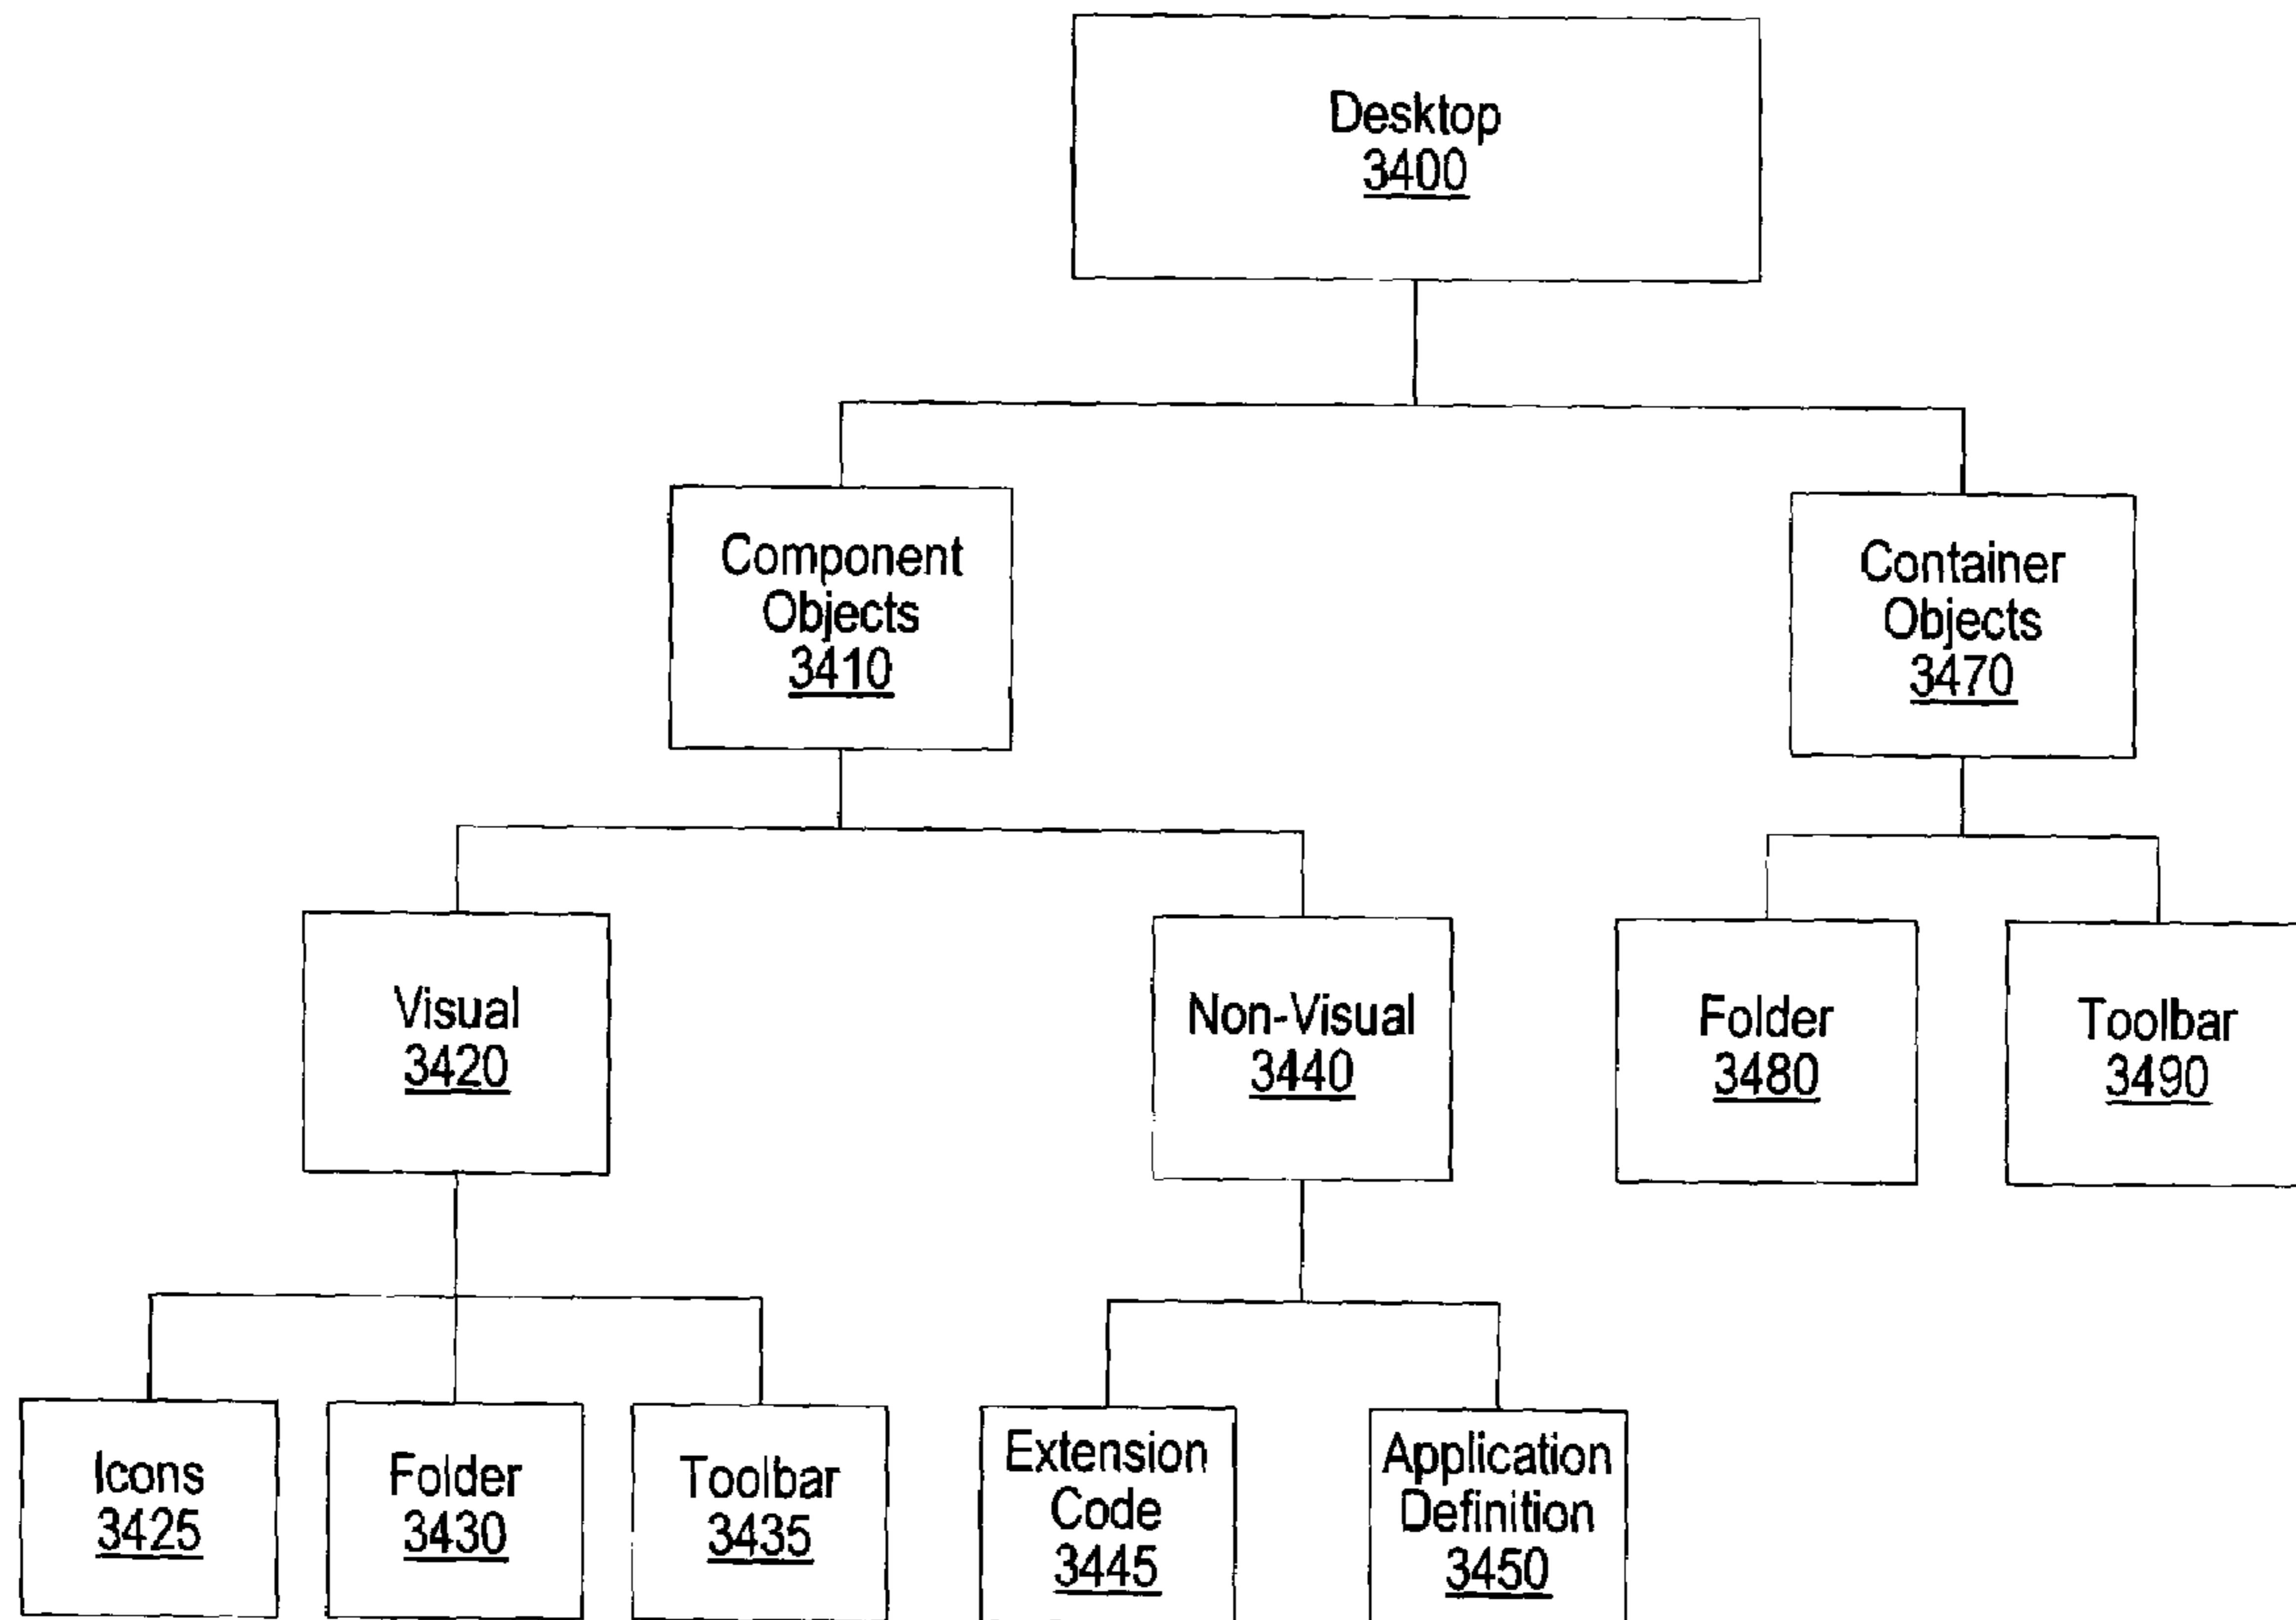 Desktop
3400
Component
Objects
3410
Container
Objects
3470
Visual
3420
Non-Visual
3440
Folder
3480
Toolbar
3490
Icons
3425
Folder
3430
Toolbar
3435
Extension
Code
3445
Application
Definition
3450